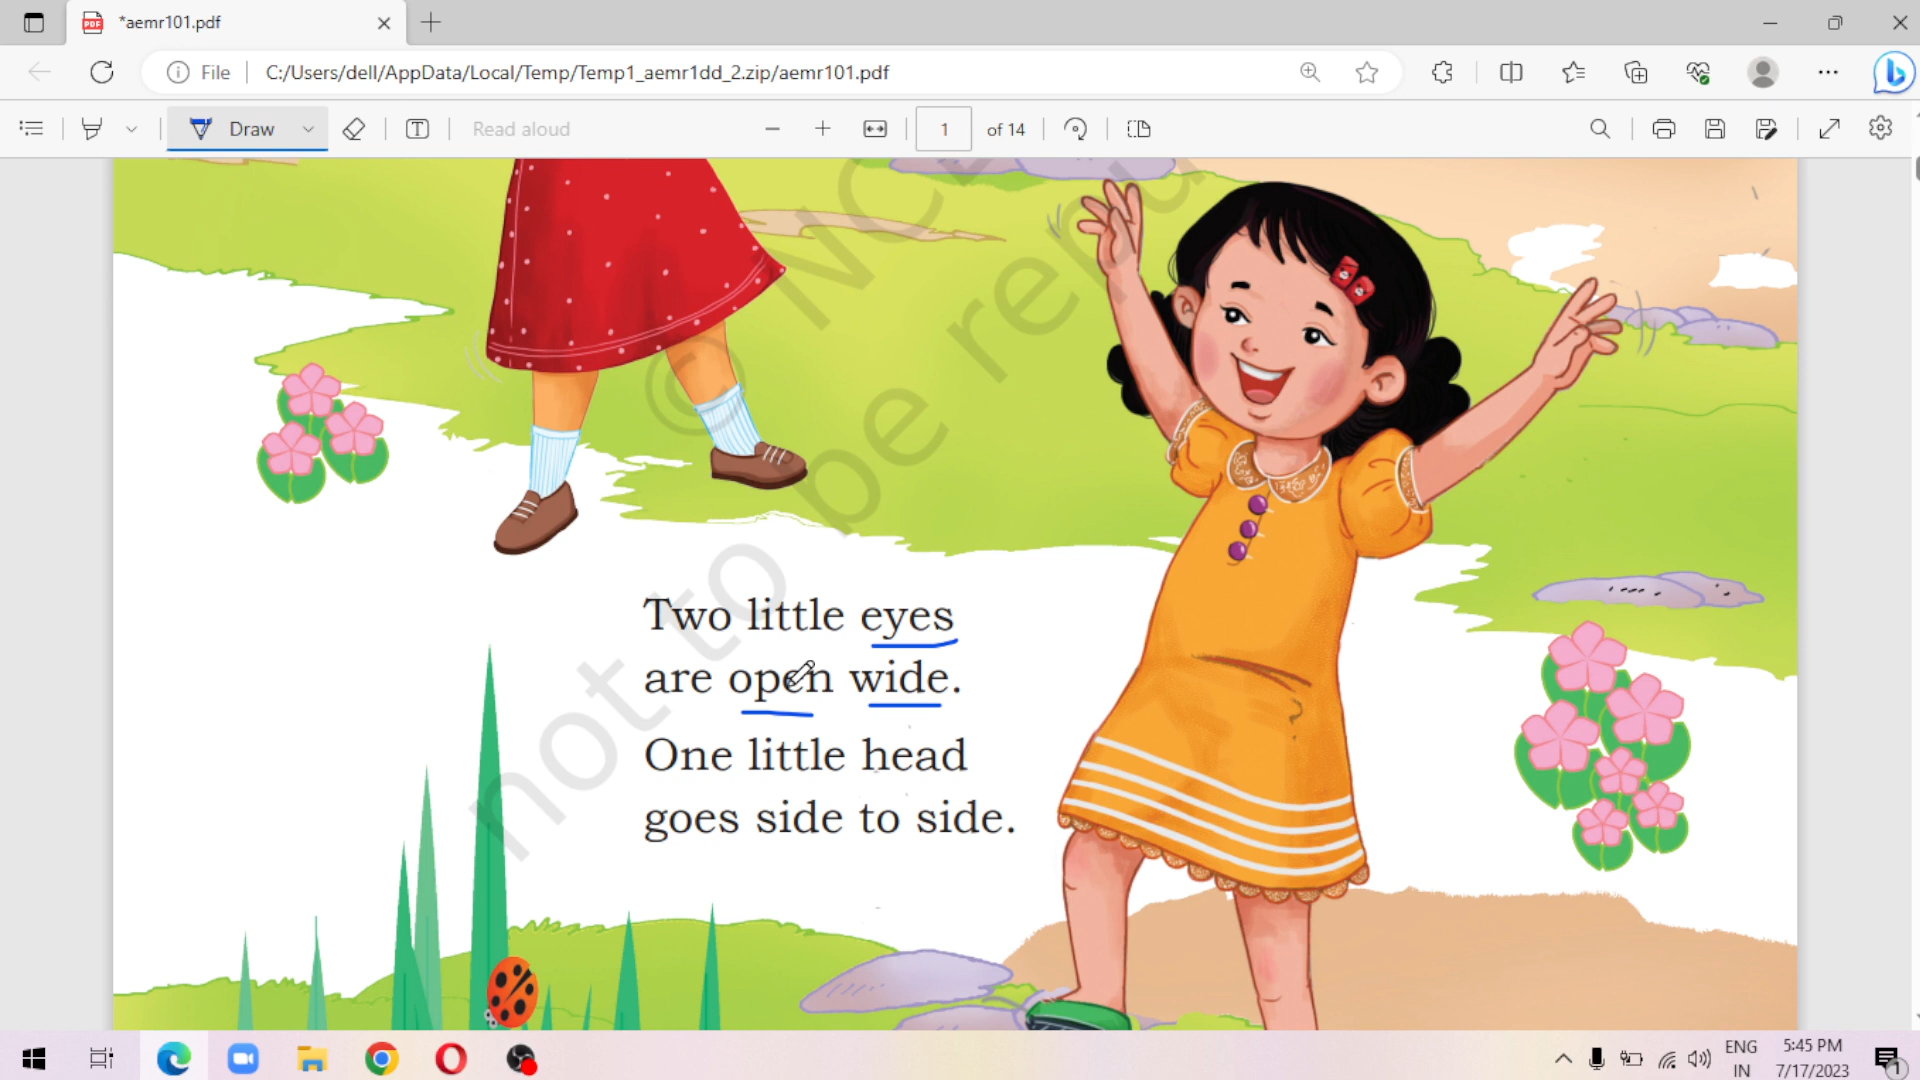 *aemr101.pdf
File C:/Users/dell/AppData/Local/Temp/Temp1_aemr1dd_2.zip/aemr101.pdf
Draw Read aloud 1 of 14
Two little eyes
are open wide.
One little head
goes side to side.
not to be
ENG 5:45 PM
IN 7/17/2023 1